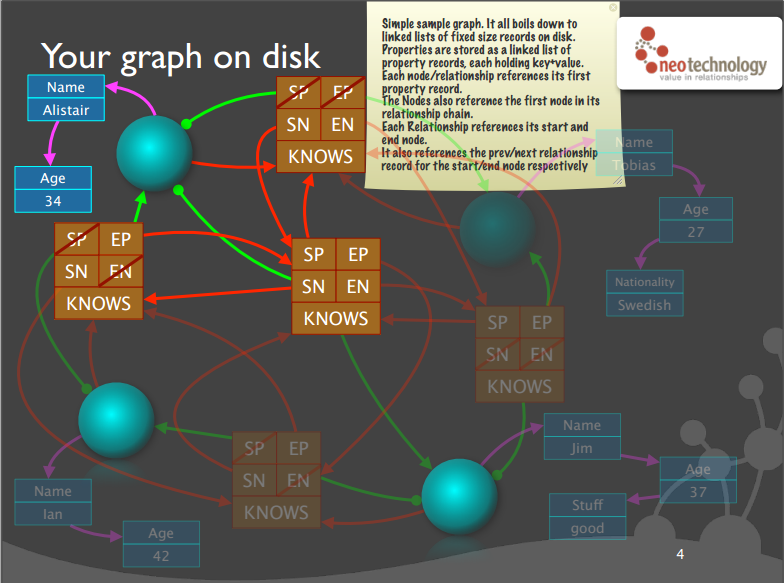 Your graph on disk
Simple sample graph. It all boils down to
linked lists of fixed size records on disk.
Properties are stored as a linked list of
property records, each holding key+value.
Each node/relationship references its first
property record.
The Nodes also reference the first node in its
relationship chain.
Each Relationship references its start and
end node.
It also references the prev/next relationship
record for the start/end node respectively
neotechnology
value in relationships
Name
Alistair
Age
34
SP EP
SN EN
KNOWS
Name
Tobias
Age
27
Nationality
Swedish
SP EP
SN EN
KNOWS
SP EP
SN EN
KNOWS
SP EP
SN EN
KNOWS
SP EP
SN EN
KNOWS
Name
Ian
Age
42
Name
Jim
Age
37
Stuff
good
4